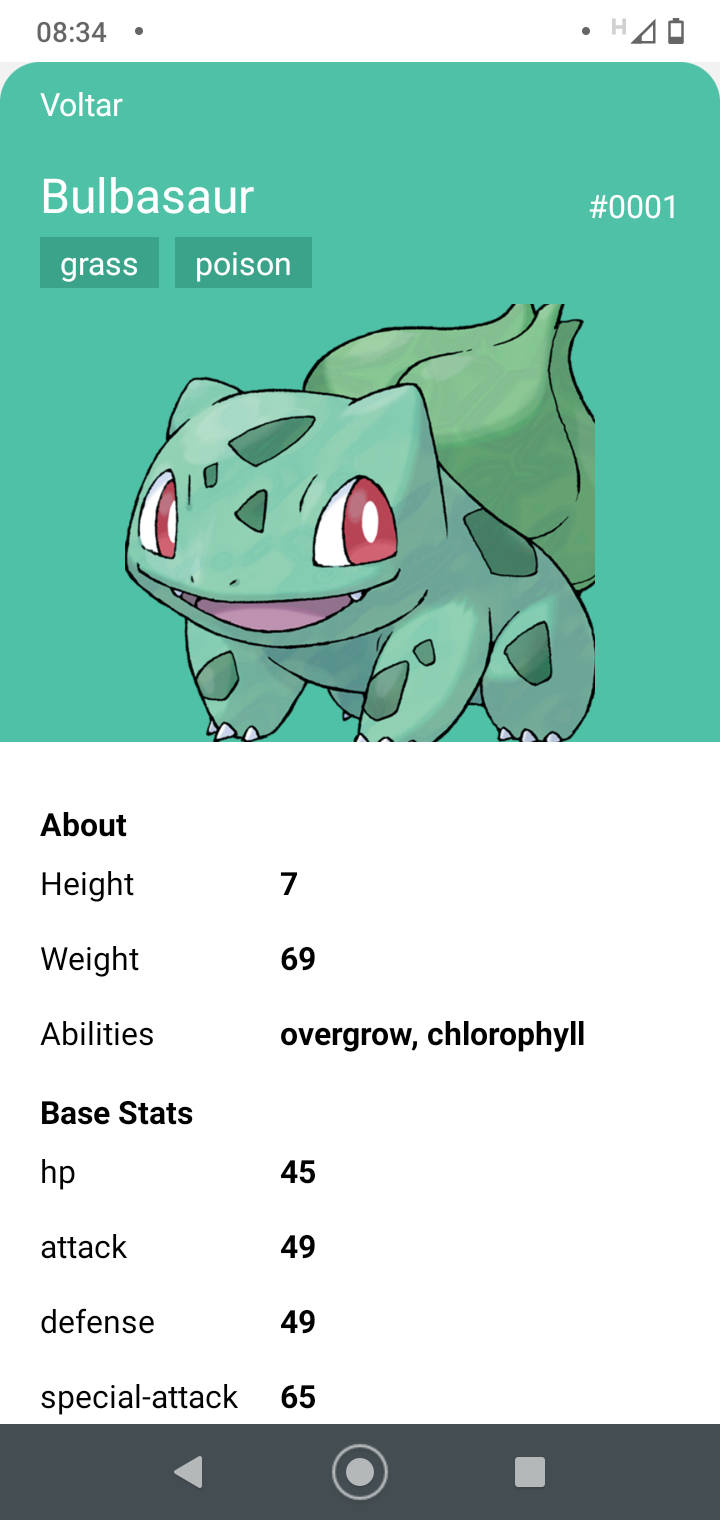 08:34
H
Voltar
Bulbasaur
#0001
grass poison
About
Height 7
Weight 69
Abilities overgrow, chlorophyll
Base Stats
hp 45
attack 49
defense 49
special-attack 65